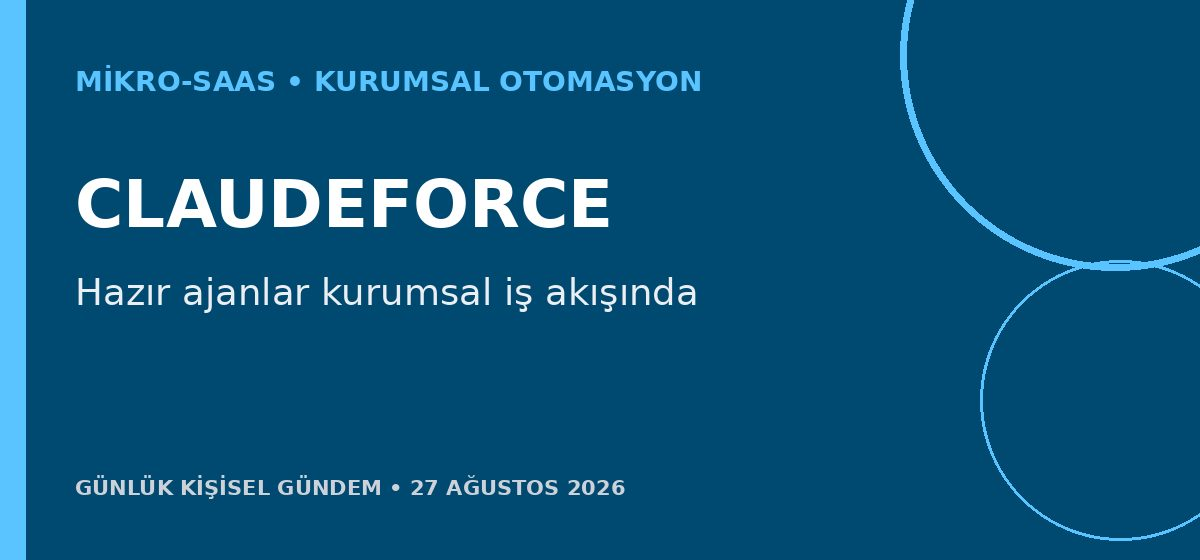 MİKRO-SAAS • KURUMSAL OTOMASYON
CLAUDEFORCE
Hazır ajanlar kurumsal iş akışında
GÜNLÜK KİŞİSEL GÜNDEM • 27 AĞUSTOS 2026